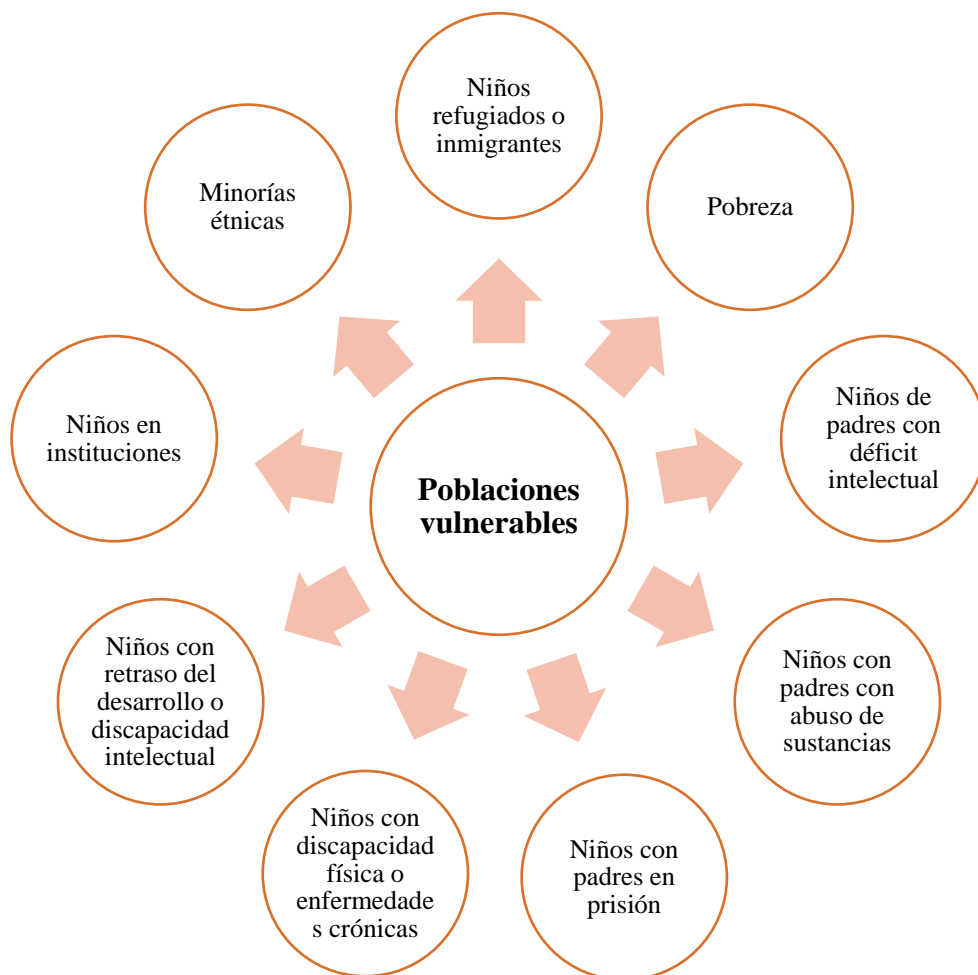 Niños
refugiados o
inmigrantes
Pobreza
Niños de
padres con
déficit
intelectual
Niños con
padres con
abuso de
sustancias
Niños con
padres en
prisión
Niños con
discapacidad
física o
enfermedade
s crónicas
Niños con
retraso del
desarrollo o
discapacidad
intelectual
Niños en
instituciones
Minorías
étnicas
Poblaciones
vulnerables